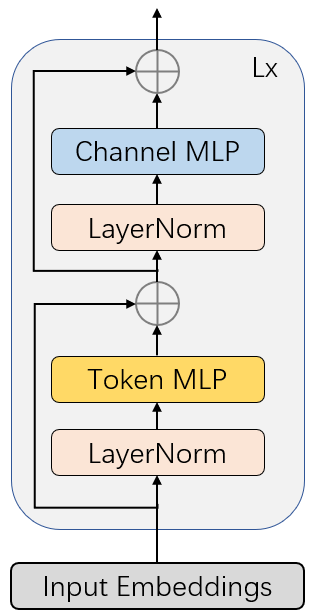 Lx
Channel MLP
LayerNorm
Token MLP
LayerNorm
Input Embeddings